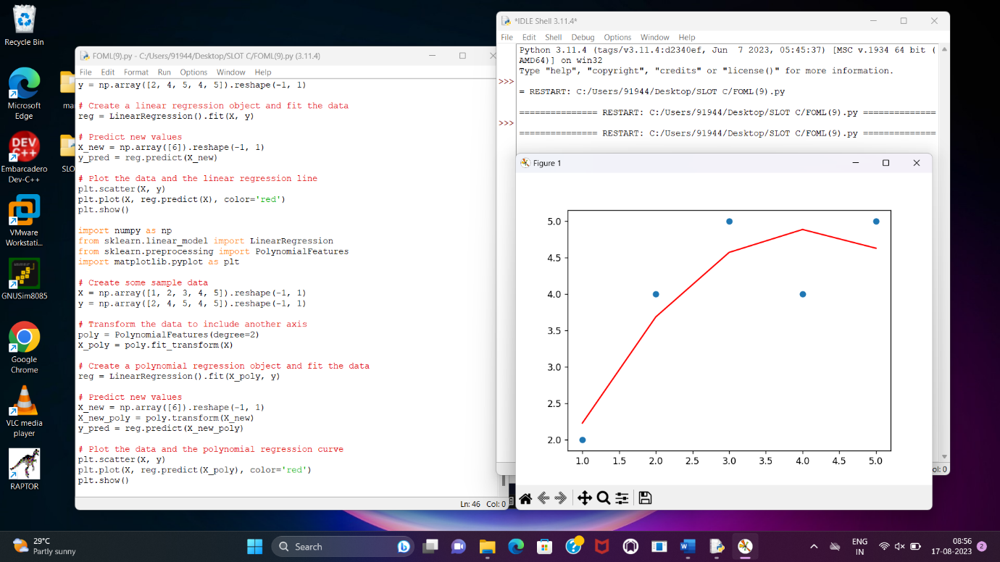 Recycle Bin
Microsoft
Edge
Embarcadero
Dev-C++
VMware
Workstati...
GNUSim8085
Google
Chrome
VLC media
player
RAPTOR
ma
SLO
FOML(9).py - C:/Users/91944/Desktop/SLOT C/FOML(9).py (3.11.4)
File Edit Format Run Options Window Help
y = np.array([2, 4, 5, 4, 5]).reshape(-1, 1)
# Create a linear regression object and fit the data
reg = LinearRegression().fit(X, y)
# Predict new values
X_new = np.array([6]).reshape(-1, 1)
y_pred = reg.predict(X_new)
# Plot the data and the linear regression line
plt.scatter(X, y)
plt.plot(X, reg.predict(X), color='red')
plt.show()
import numpy as np
from sklearn.linear_model import LinearRegression
from sklearn.preprocessing import PolynomialFeatures
import matplotlib.pyplot as plt
# Create some sample data
X = np.array([1, 2, 3, 4, 5]).reshape(-1, 1)
y = np.array([2, 4, 5, 4, 5]).reshape(-1, 1)
# Transform the data to include another axis
poly = PolynomialFeatures(degree=2)
X_poly = poly.fit_transform(X)
# Create a polynomial regression object and fit the data
reg = LinearRegression().fit(X_poly, y)
# Predict new values
X_new = np.array([6]).reshape(-1, 1)
X_new_poly = poly.transform(X_new)
y_pred = reg.predict(X_new_poly)
# Plot the data and the polynomial regression curve
plt.scatter(X, y)
plt.plot(X, reg.predict(X_poly), color='red')
plt.show()
Ln: 46 Col: 0
*IDLE Shell 3.11.4*
File Edit Shell Debug Options Window Help
Python 3.11.4 (tags/v3.11.4:d2340ef, Jun 7 2023, 05:45:37) [MSC v.1934 64 bit (
AMD64)] on win32
Type "help", "copyright", "credits" or "license()" for more information.
>>>
= RESTART: C:/Users/91944/Desktop/SLOT C/FOML(9).py
=============== RESTART: C:/Users/91944/Desktop/SLOT C/FOML(9).py ==============
>>>
=============== RESTART: C:/Users/91944/Desktop/SLOT C/FOML(9).py ==============
ol: 0
Figure 1
5.0
4.5
4.0
3.5
3.0
2.5
2.0
1.0 1.5 2.0 2.5 3.0 3.5 4.0 4.5 5.0
29°C
Partly sunny
Search
ENG
IN
08:56
17-08-2023
2